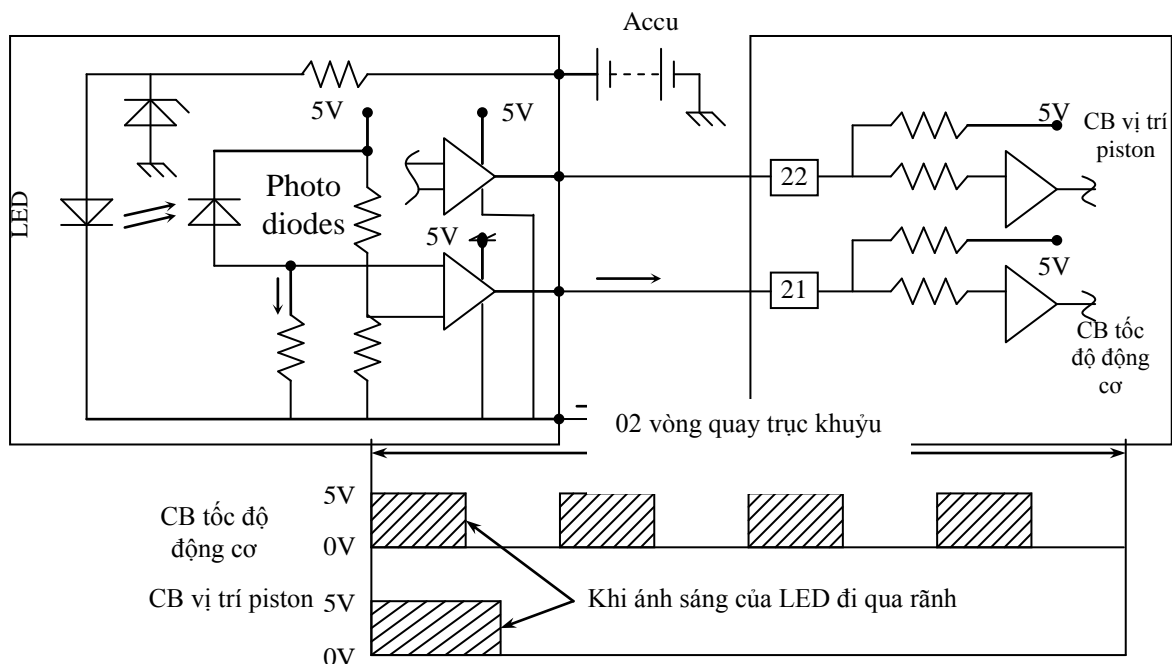 Accu
5V
5V
5V
CB vị trí
piston
LED
Photo
diodes
22
5V
21
5V
CB tốc
độ động
cơ
02 vòng quay trục khuỷu
5V
CB tốc độ
động cơ
0V
CB vị trí piston
5V
Khi ánh sáng của LED đi qua rãnh
0V